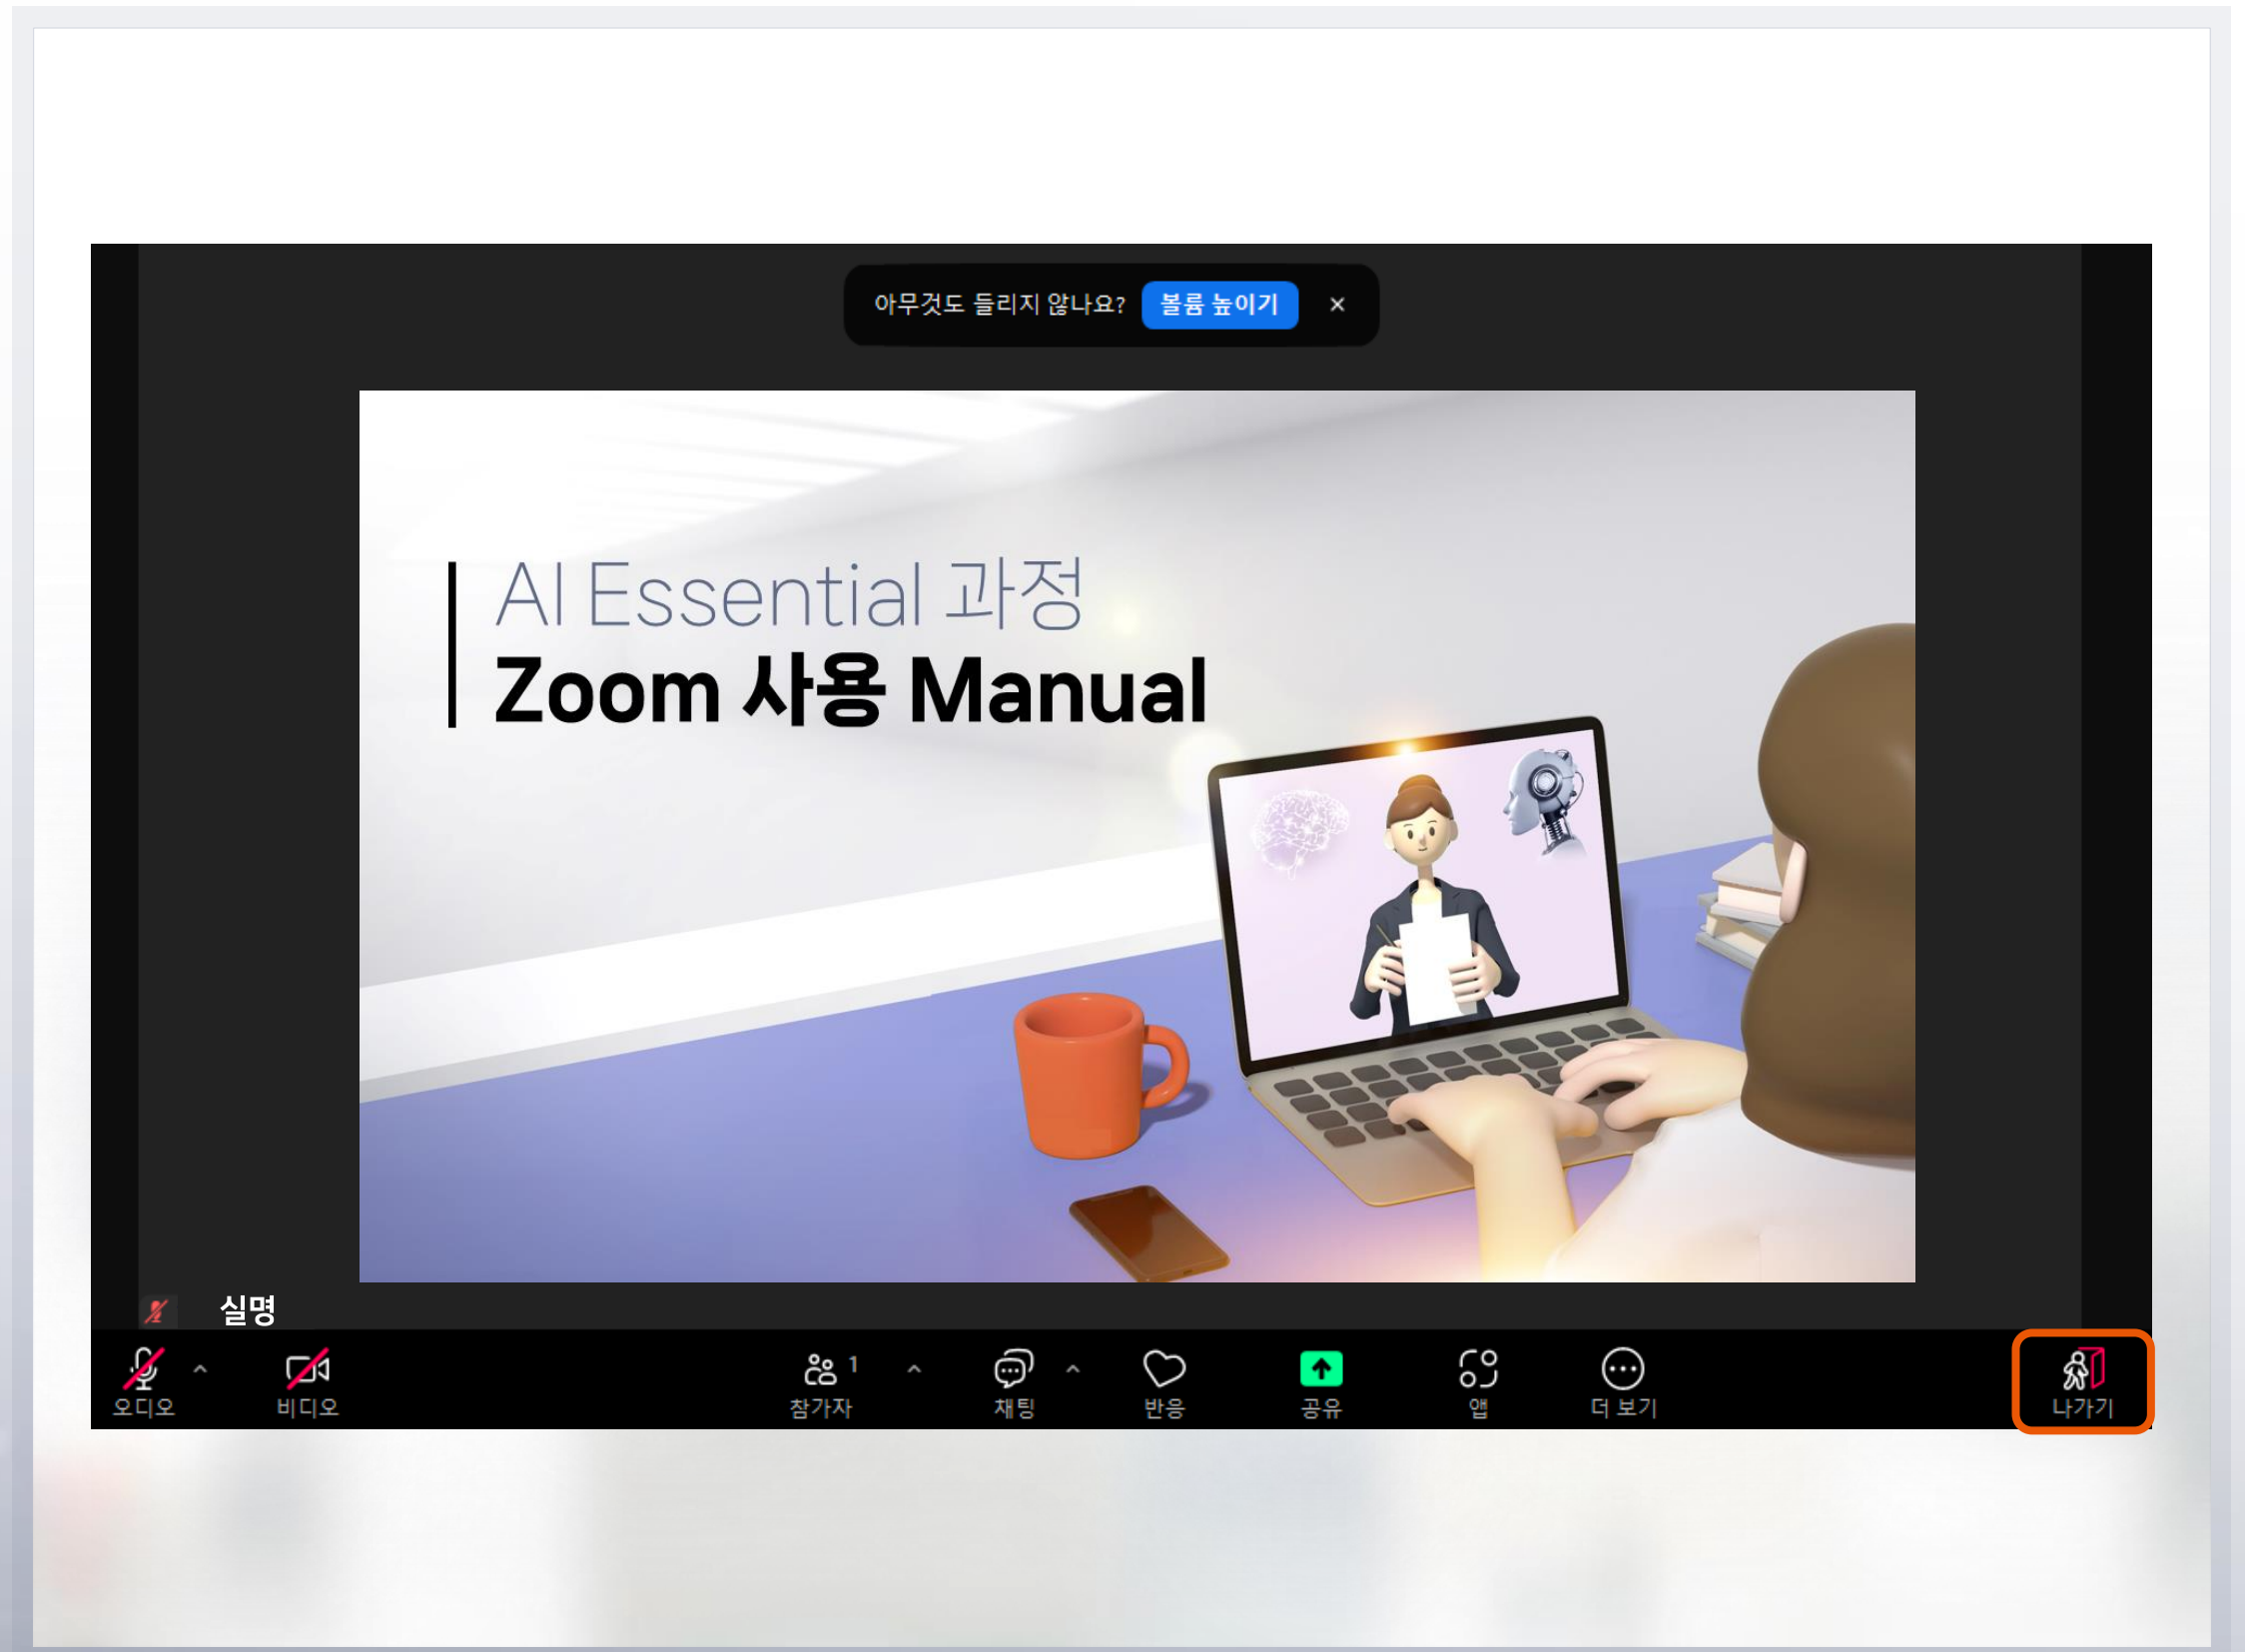 아무것도 들리지 않나요? 볼륨 높이기 ×
AI Essential 과정
Zoom 사용 Manual
실명
오디오 비디오 참가자 1 채팅 반응 공유 앱 더 보기 나가기